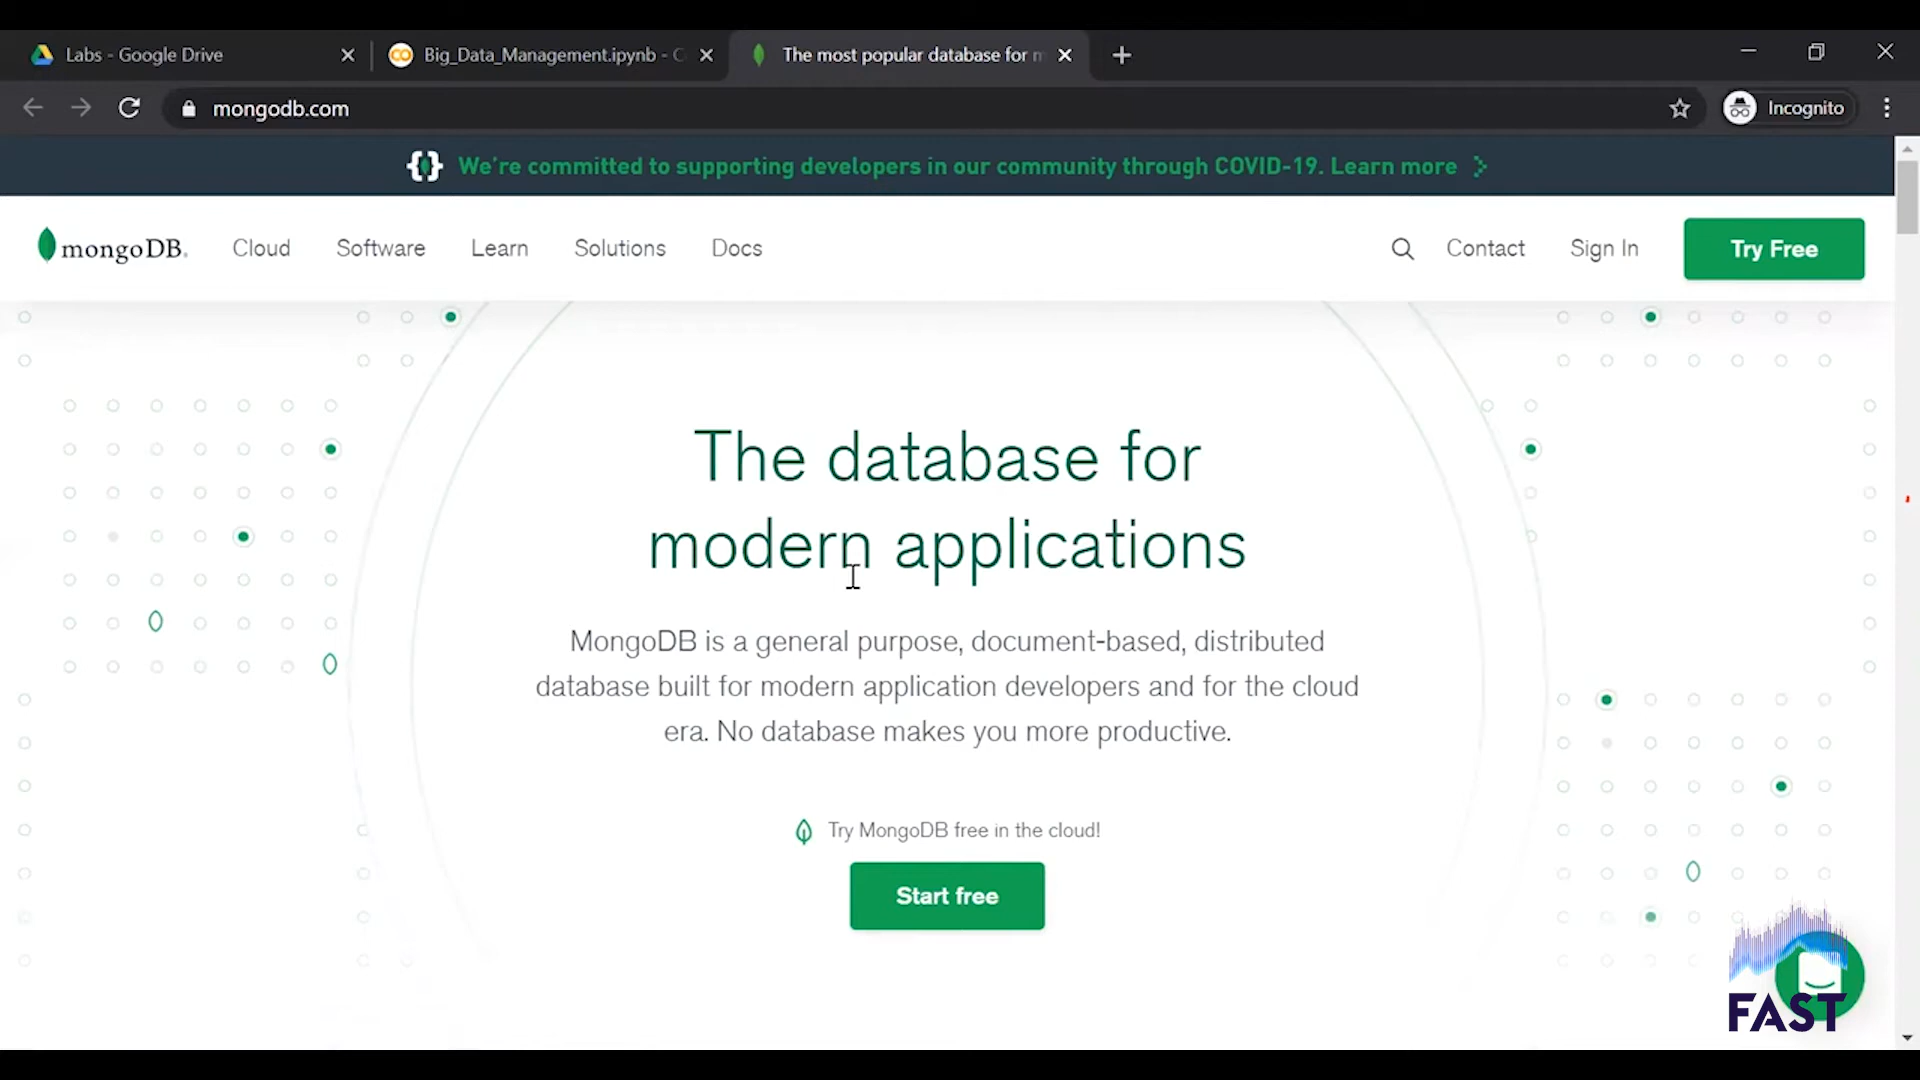 Labs - Google Drive
Big_Data_Management.ipynb - C
The most popular database for m
mongodb.com
Incognito
We're committed to supporting developers in our community through COVID-19. Learn more
mongoDB.
Cloud
Software
Learn
Solutions
Docs
Contact
Sign In
Try Free
The database for
modern applications
MongoDB is a general purpose, document-based, distributed
database built for modern application developers and for the cloud
era. No database makes you more productive.
Try MongoDB free in the cloud!
Start free
FAST